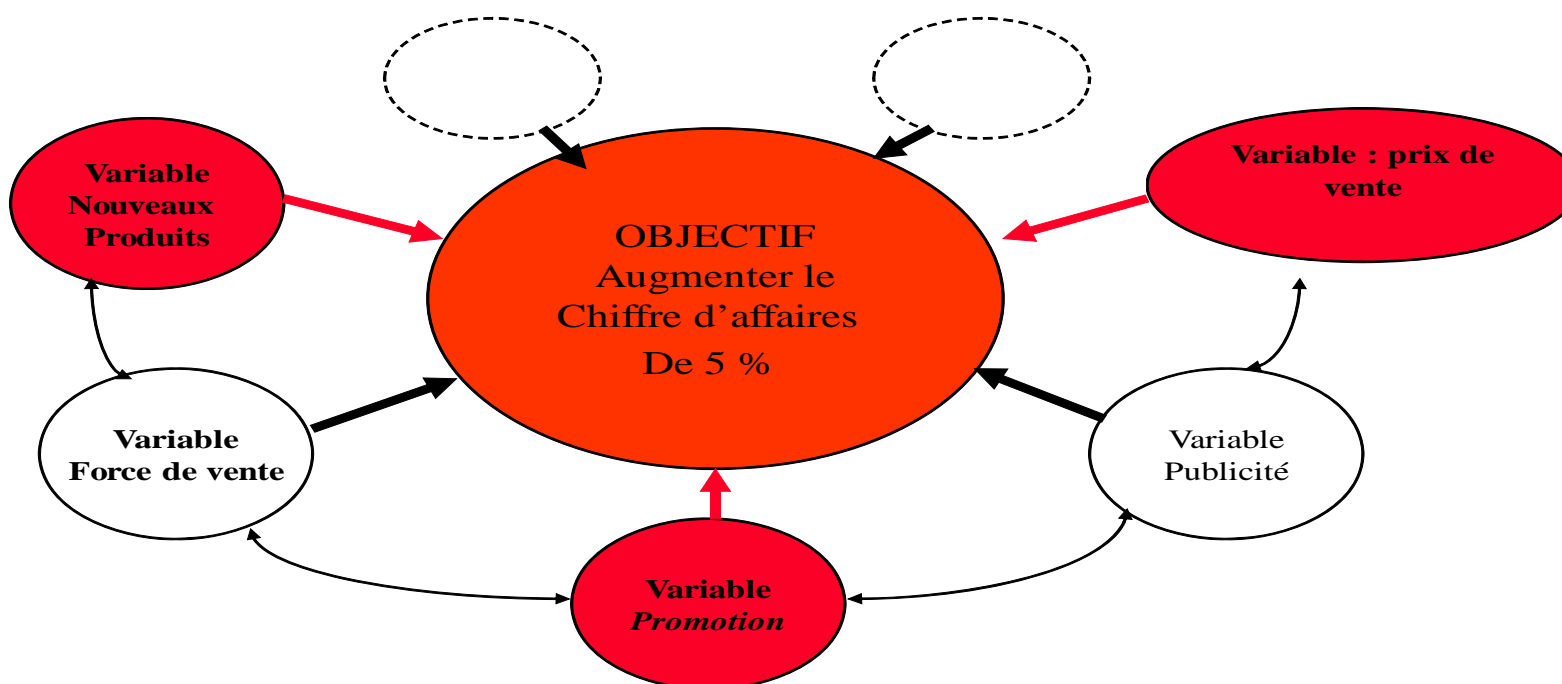 Variable
Nouveaux
Produits
Variable : prix de
vente
OBJECTIF
Augmenter le
Chiffre d’affaires
De 5 %
Variable
Force de vente
Variable
Publicité
Variable
Promotion